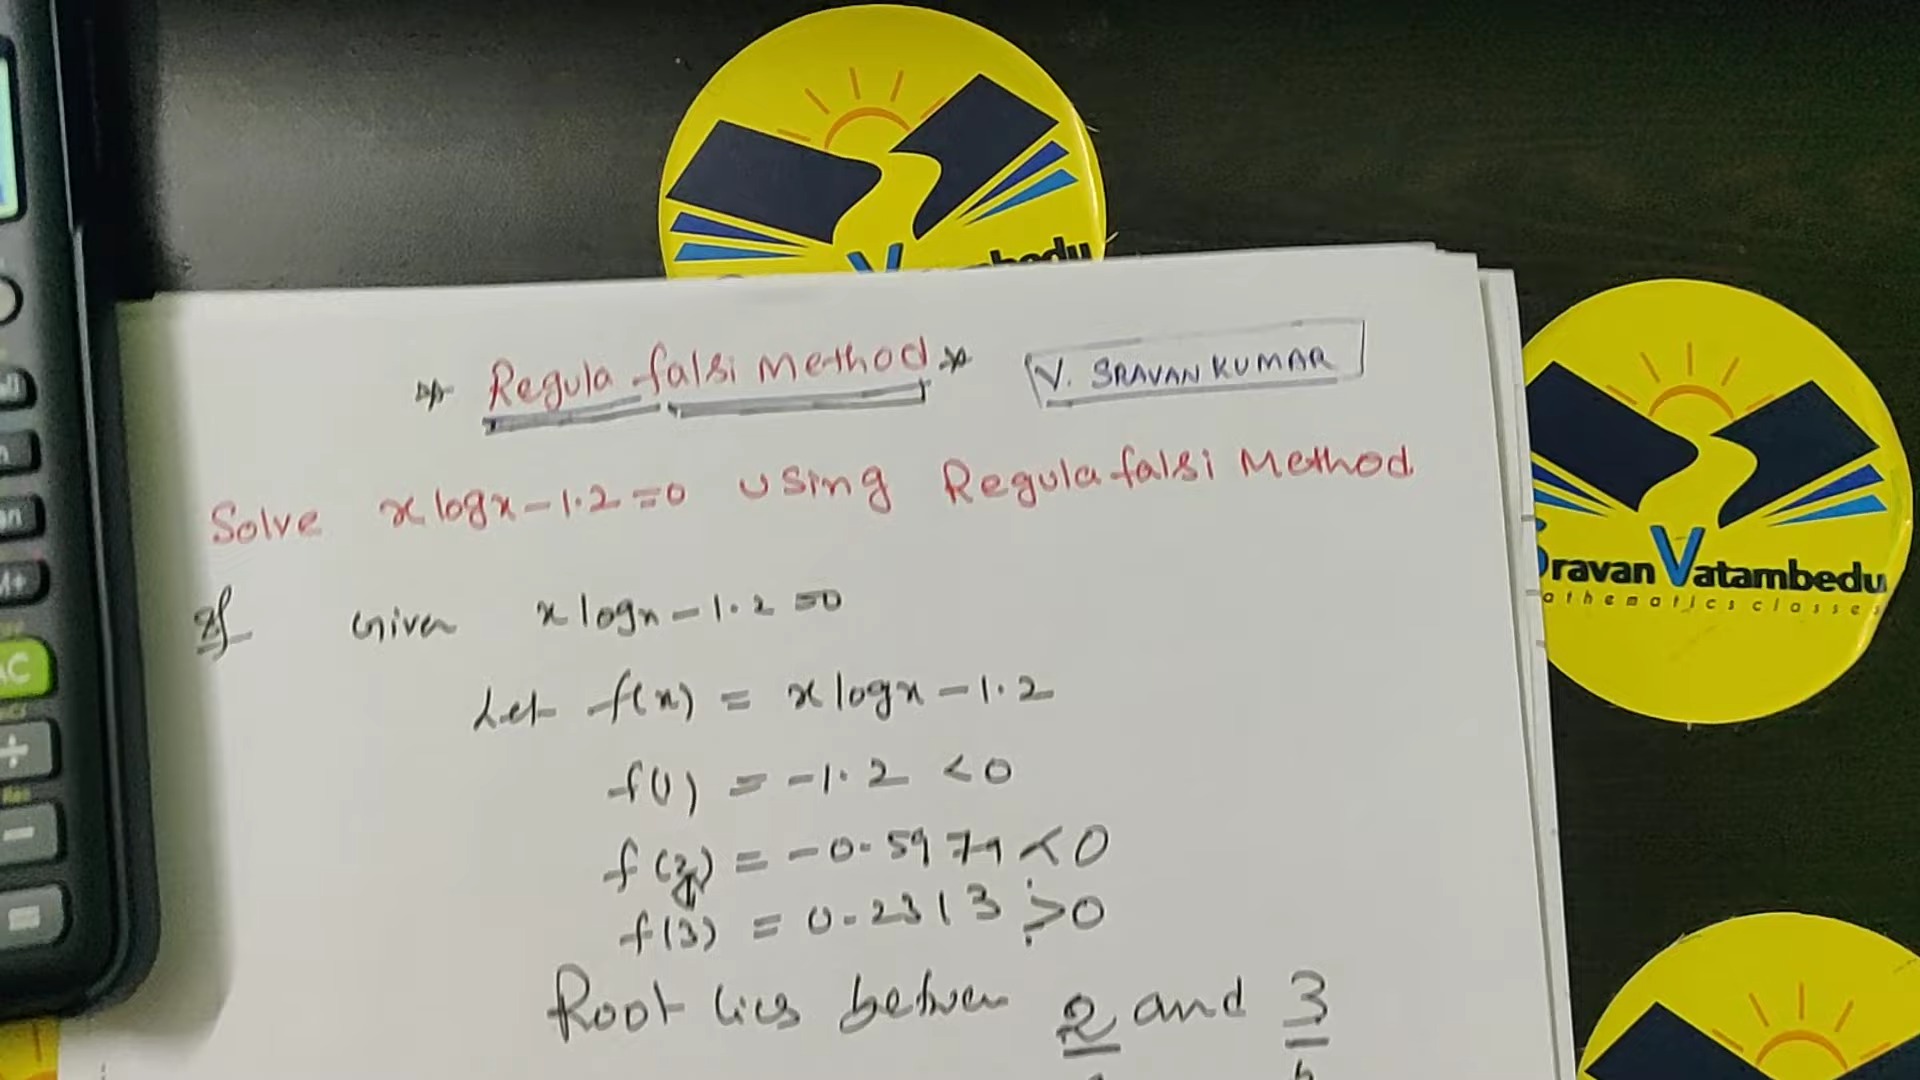 Regula falsi Method
V. SRAVAN KUMAR
Solve x log x - 1.2 = 0 using Regula falsi Method
Given x log x - 1.2 = 0
Let f(x) = x log x - 1.2
f(1) = -1.2 < 0
f(2) = -0.5979 < 0
f(3) = 0.2313 > 0
Root lies between 2 and 3
Sravan Vatambedu
athematics classes
AC
M+
÷
=